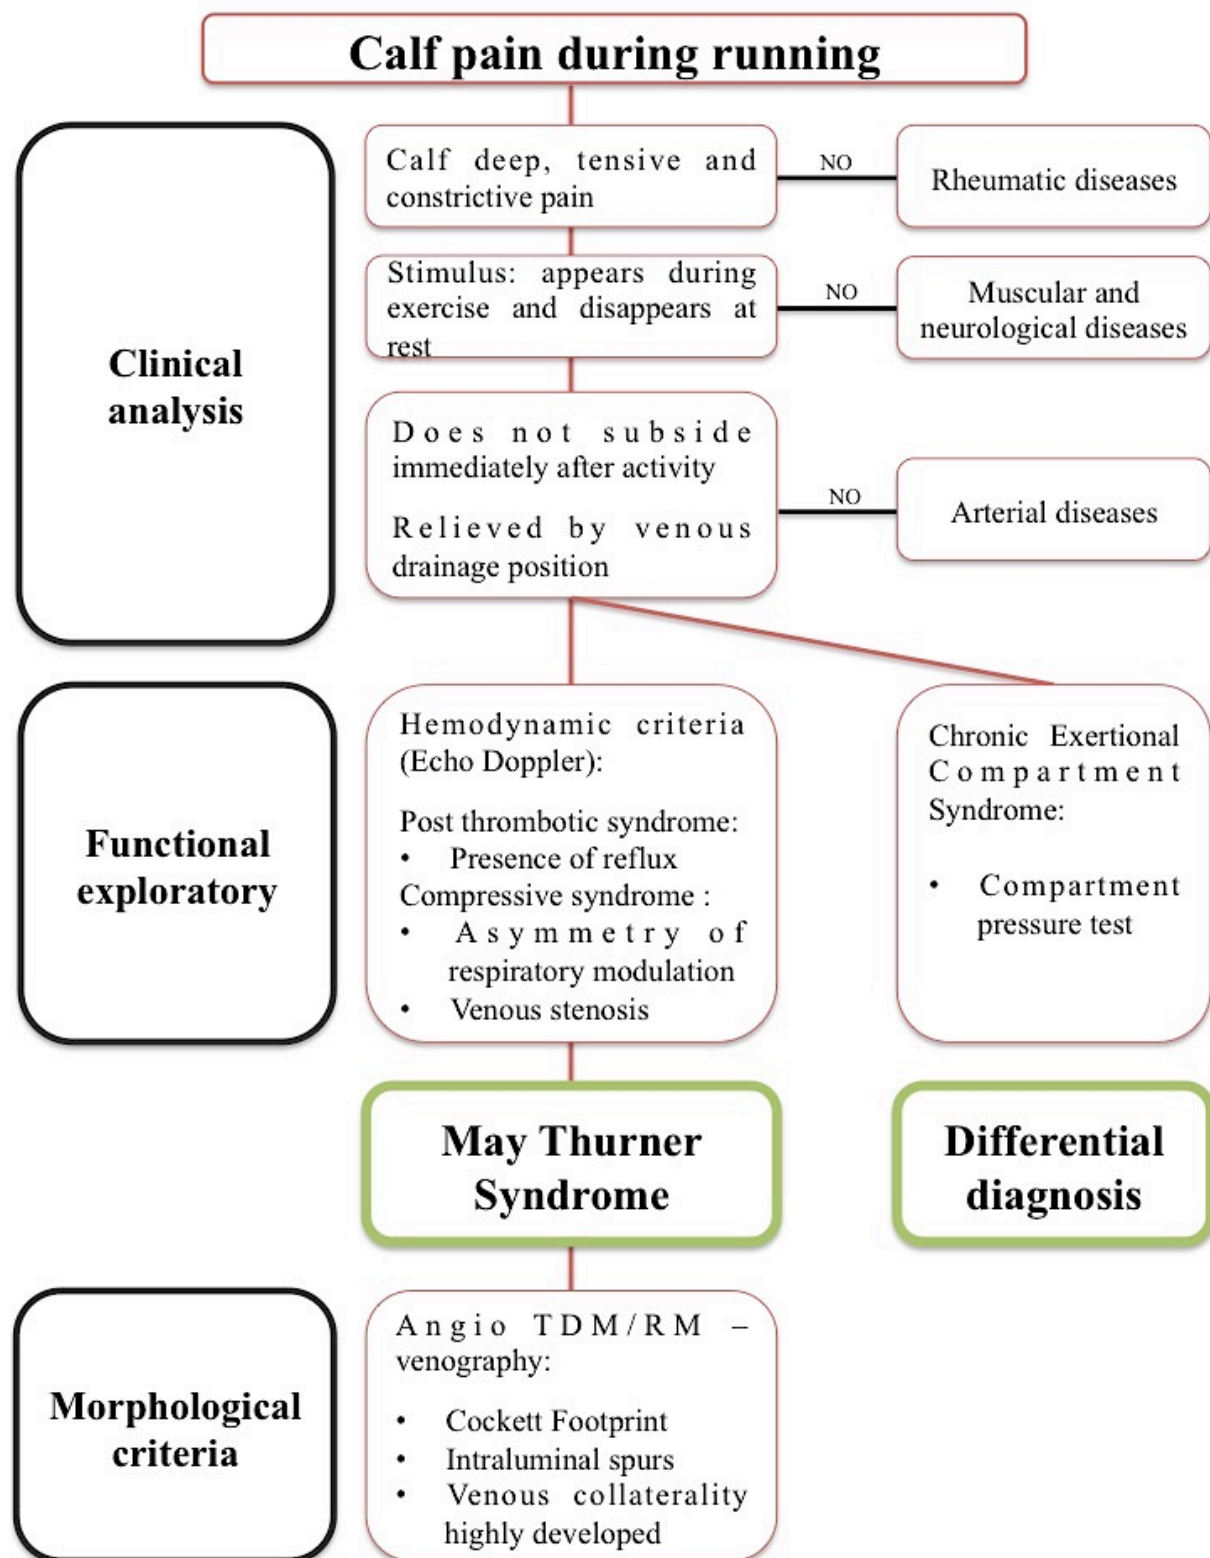 Calf pain during running
Clinical
analysis
Calf deep, tensive and
constrictive pain
NO
Rheumatic diseases
Stimulus: appears during
exercise and disappears at
rest
NO
Muscular and
neurological diseases
Does not subside
immediately after activity
Relieved by venous
drainage position
NO
Arterial diseases
Functional
exploratory
Hemodynamic criteria
(Echo Doppler):
Post thrombotic syndrome:
• Presence of reflux
Compressive syndrome :
• Asymmetry of
respiratory modulation
• Venous stenosis
Chronic Exertional
Compartment
Syndrome:
• Compartment
pressure test
May Thurner
Syndrome
Differential
diagnosis
Morphological
criteria
Angio TDM/RM –
venography:
• Cockett Footprint
• Intraluminal spurs
• Venous collaterality
highly developed